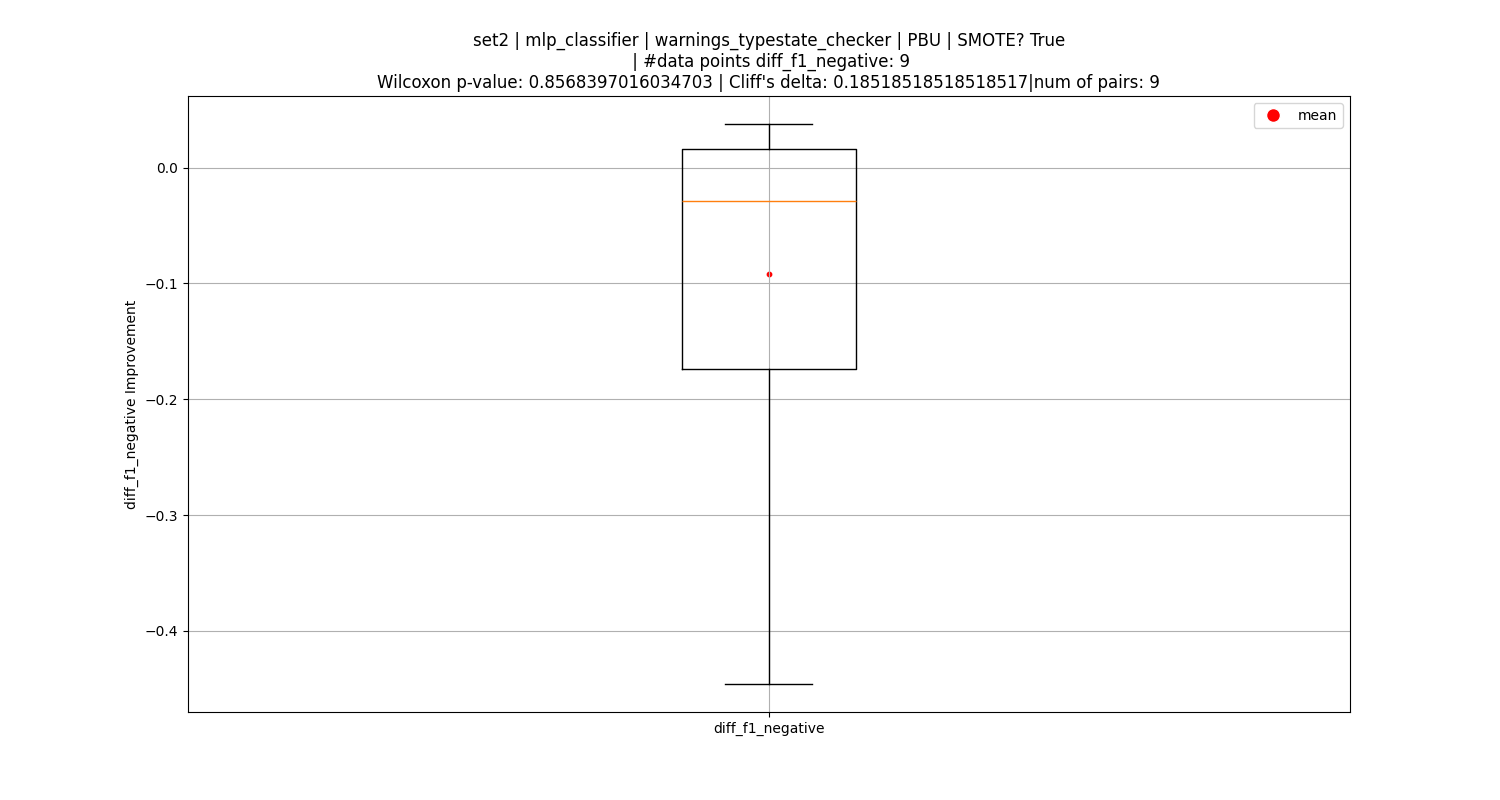 set2 | mlp_classifier | warnings_typestate_checker | PBU | SMOTE? True
| #data points diff_f1_negative: 9
Wilcoxon p-value: 0.8568397016034703 | Cliff's delta: 0.18518518518518517|num of pairs: 9
mean
0.0
−0.1
−0.2
−0.3
−0.4
diff_f1_negative Improvement
diff_f1_negative